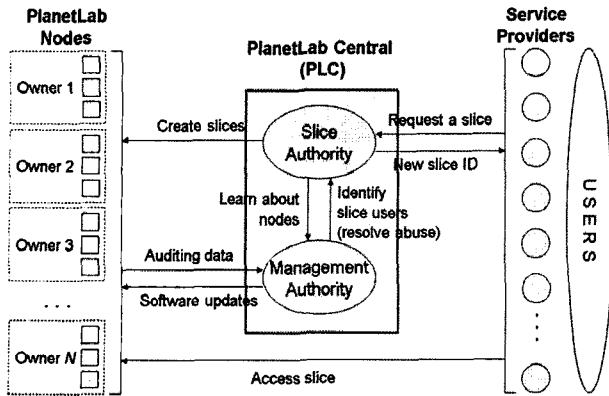 PlanetLab
Nodes
Owner 1
Owner 2
Owner 3
. . .
Owner N
PlanetLab Central
(PLC)
Create slices
Slice
Authority
Request a slice
New slice ID
Learn about
nodes
Identify
slice users
(resolve abuse)
Auditing data
Management
Authority
Software updates
Access slice
Service
Providers
USERS